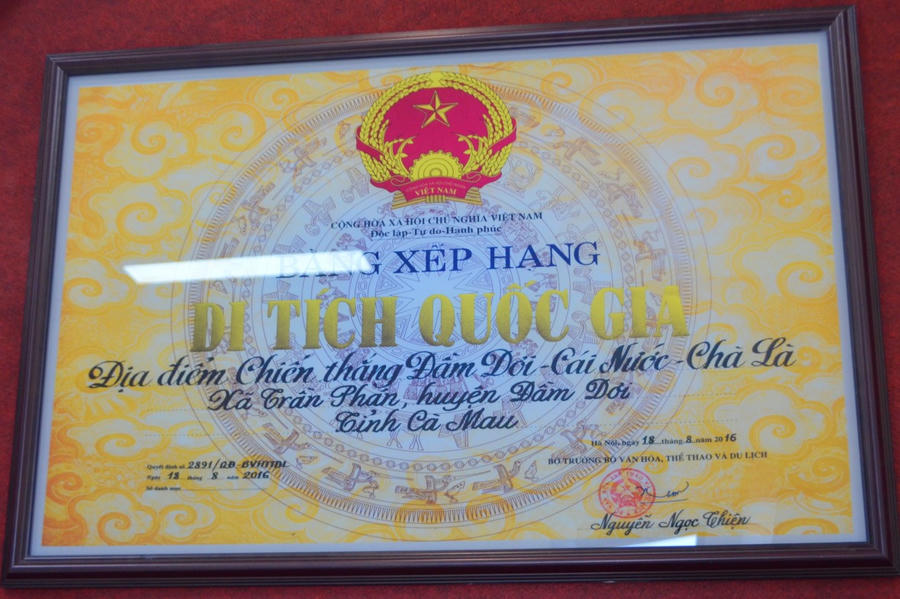 VIỆT NAM
CỘNG HÒA XÃ HỘI CHỦ NGHĨA VIỆT NAM
Độc lập-Tự do-Hạnh phúc
BẰNG XẾP HẠNG
DI TÍCH QUỐC GIA
Địa điểm Chiến thắng Đầm Dơi-Cái Nước-Chà Là
Xã Trần Phán, huyện Đầm Dơi
Tỉnh Cà Mau
Hà Nội, ngày 18 tháng 8 năm 2016
BỘ TRƯỞNG BỘ VĂN HÓA, THỂ THAO VÀ DU LỊCH
Quyết định số 2891/QĐ-BVHTTDL
Ngày 18 tháng 8 năm 2016
Số danh mục
Nguyễn Ngọc Thiện